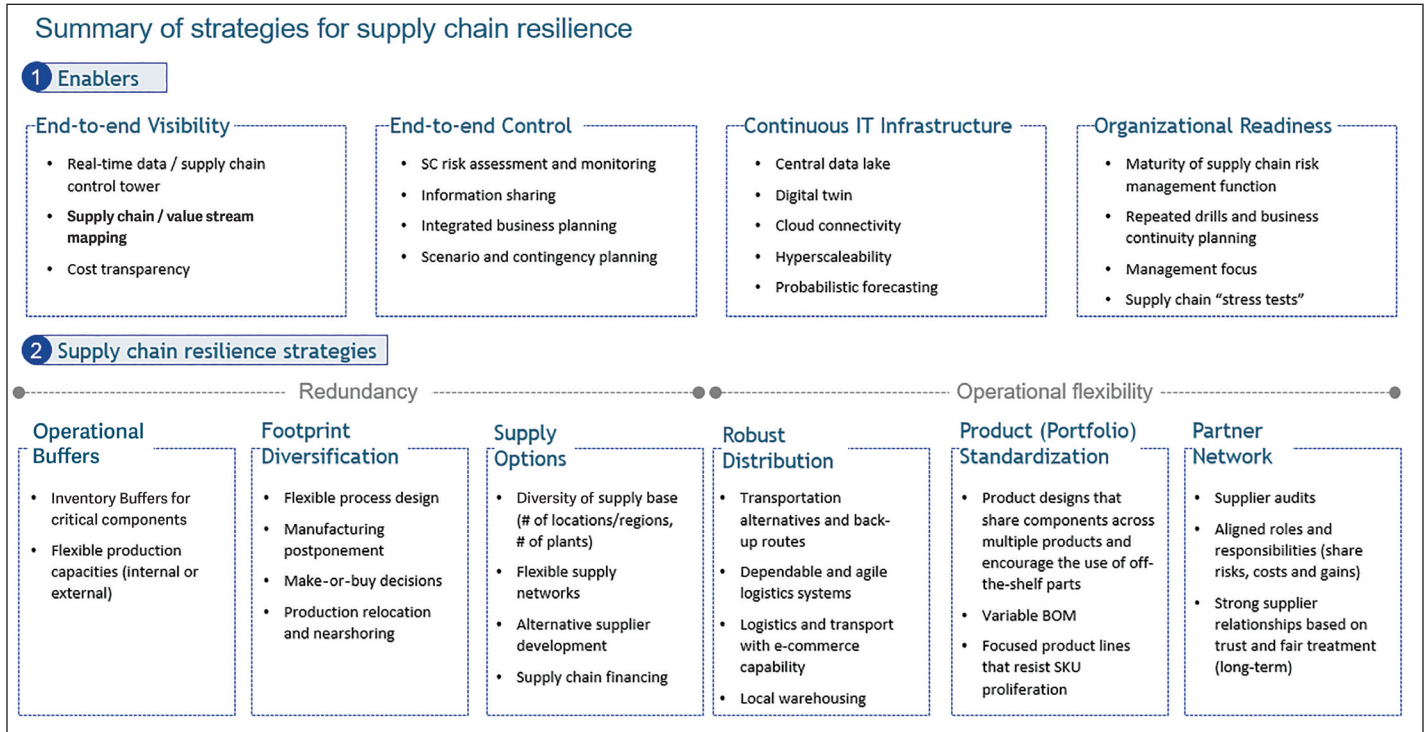 Summary of strategies for supply chain resilience
1 Enablers
End-to-end Visibility
• Real-time data / supply chain
control tower
• Supply chain / value stream
mapping
• Cost transparency
End-to-end Control
• SC risk assessment and monitoring
• Information sharing
• Integrated business planning
• Scenario and contingency planning
Continuous IT Infrastructure
• Central data lake
• Digital twin
• Cloud connectivity
• Hyperscaleability
• Probabilistic forecasting
Organizational Readiness
• Maturity of supply chain risk
management function
• Repeated drills and business
continuity planning
• Management focus
• Supply chain “stress tests”
2 Supply chain resilience strategies
Redundancy
Operational flexibility
Operational
Buffers
• Inventory Buffers for
critical components
• Flexible production
capacities (internal or
external)
Footprint
Diversification
• Flexible process design
• Manufacturing
postponement
• Make-or-buy decisions
• Production relocation
and nearshoring
Supply
Options
• Diversity of supply base
(# of locations/regions,
# of plants)
• Flexible supply
networks
• Alternative supplier
development
• Supply chain financing
Robust
Distribution
• Transportation
alternatives and back-
up routes
• Dependable and agile
logistics systems
• Logistics and transport
with e-commerce
capability
• Local warehousing
Product (Portfolio)
Standardization
• Product designs that
share components across
multiple products and
encourage the use of off-
the-shelf parts
• Variable BOM
• Focused product lines
that resist SKU
proliferation
Partner
Network
• Supplier audits
• Aligned roles and
responsibilities (share
risks, costs and gains)
• Strong supplier
relationships based on
trust and fair treatment
(long-term)